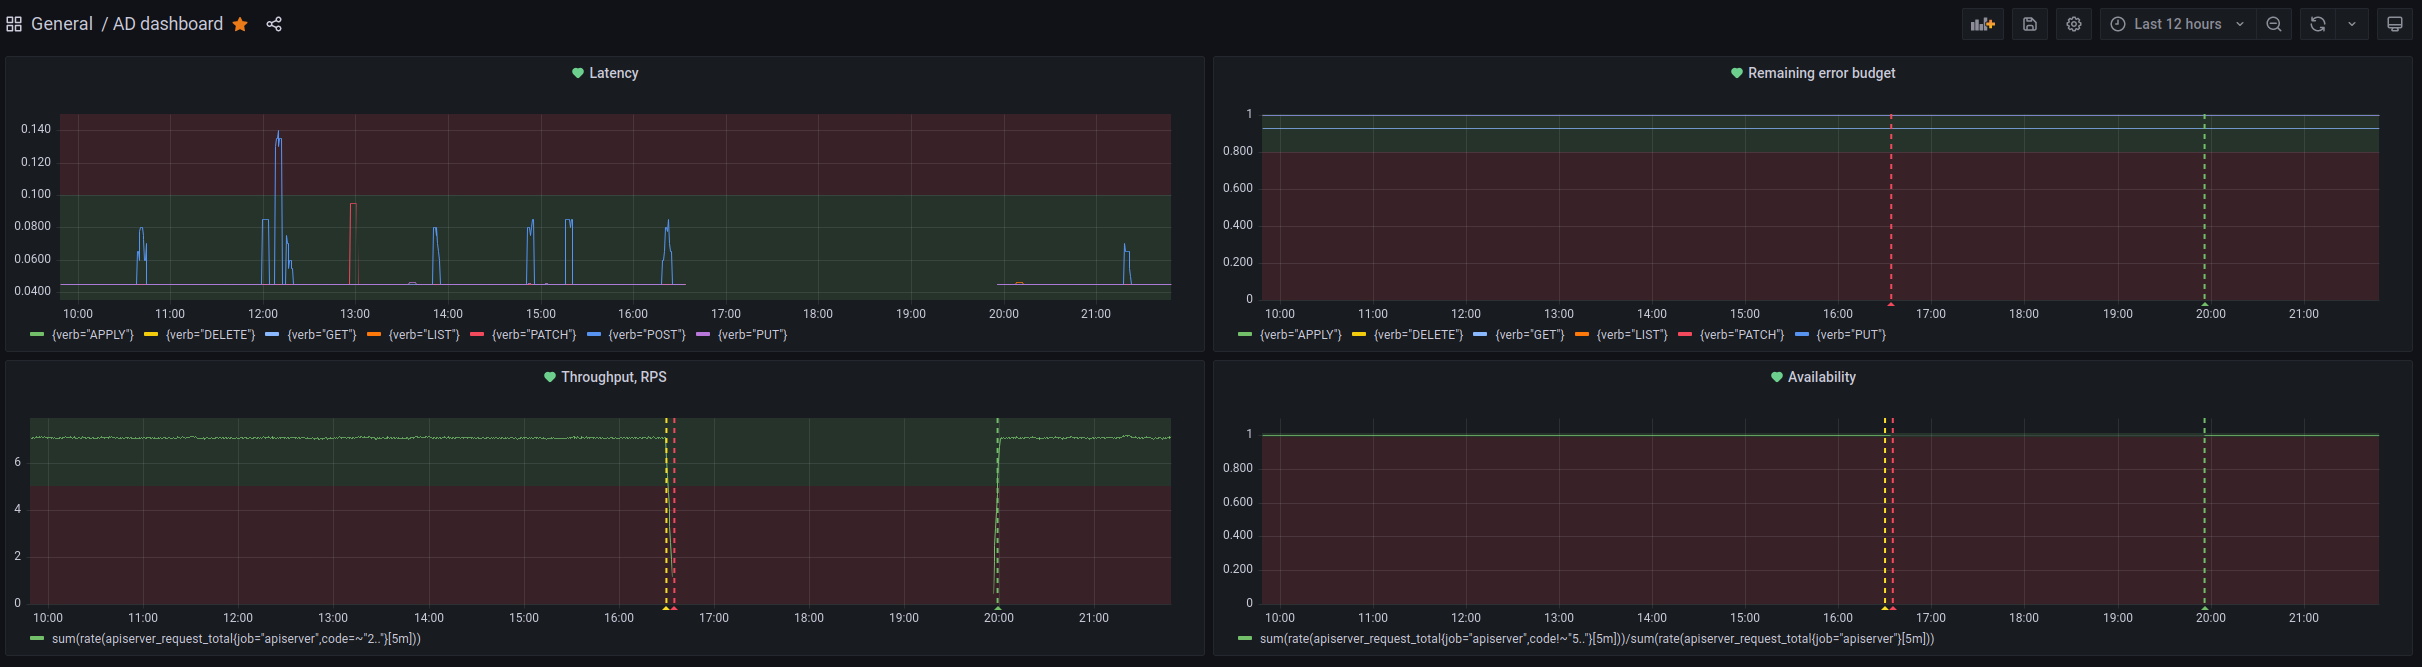 General / AD dashboard
Last 12 hours
Latency
0.140
0.120
0.100
0.0800
0.0600
0.0400
10:00 11:00 12:00 13:00 14:00 15:00 16:00 17:00 18:00 19:00 20:00 21:00
{verb="APPLY"} {verb="DELETE"} {verb="GET"} {verb="LIST"} {verb="PATCH"} {verb="POST"} {verb="PUT"}
Remaining error budget
1
0.800
0.600
0.400
0.200
0
10:00 11:00 12:00 13:00 14:00 15:00 16:00 17:00 18:00 19:00 20:00 21:00
{verb="APPLY"} {verb="DELETE"} {verb="GET"} {verb="LIST"} {verb="PATCH"} {verb="PUT"}
Throughput, RPS
6
4
2
0
10:00 11:00 12:00 13:00 14:00 15:00 16:00 17:00 18:00 19:00 20:00 21:00
sum(rate(apiserver_request_total{job="apiserver",code=~"2.."}[5m]))
Availability
1
0.800
0.600
0.400
0.200
0
10:00 11:00 12:00 13:00 14:00 15:00 16:00 17:00 18:00 19:00 20:00 21:00
sum(rate(apiserver_request_total{job="apiserver",code!~"5.."}[5m]))/sum(rate(apiserver_request_total{job="apiserver"}[5m]))